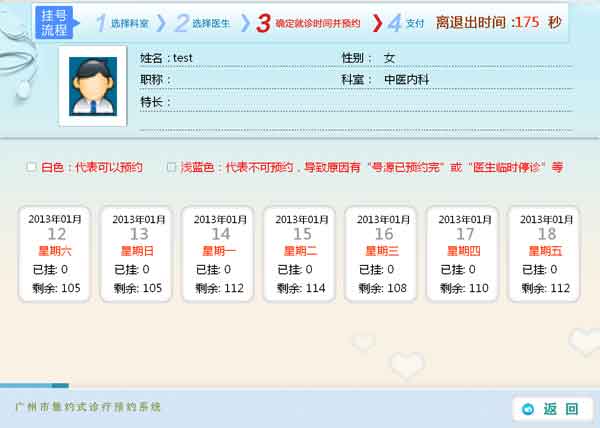 挂号流程 1 选择科室 2 选择医生 3 确定就诊时间并预约 4 支付 离退出时间 :175 秒
姓名：test 性别： 女
职称： 科室： 中医内科
特长：
白色：代表可以预约 浅蓝色：代表不可预约，导致原因有“号源已预约完”或“医生临时停诊”等
2013年01月 2013年01月 2013年01月 2013年01月 2013年01月 2013年01月 2013年01月
12 13 14 15 16 17 18
星期六 星期日 星期一 星期二 星期三 星期四 星期五
已挂: 0 已挂: 0 已挂: 0 已挂: 0 已挂: 0 已挂: 0 已挂: 0
剩余: 105 剩余: 105 剩余: 112 剩余: 114 剩余: 108 剩余: 110 剩余: 112
广州市集约式诊疗预约系统 返 回